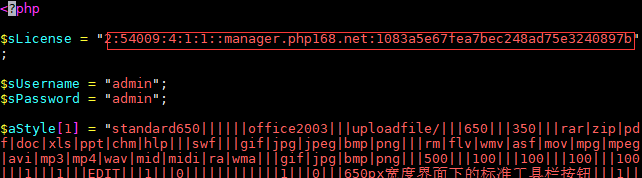 <?php
$sLicense = "2:54009:4:1:1::manager.php168.net:1083a5e67fea7bec248ad75e3240897b"
;
$sUsername = "admin";
$sPassword = "admin";
$aStyle[1] = "standard650||||||office2003|||uploadfile/|||650|||350|||rar|zip|pd
f|doc|xls|ppt|chm|hlp|||swf|||gif|jpg|jpeg|bmp|png|||rm|flv|wmv|asf|mov|mpg|mpeg
|avi|mp3|mp4|wav|mid|midi|ra|wma|||gif|jpg|bmp|png|||500|||100|||100|||100|||100
|||1|||1|||EDIT|||1|||0||||||||||||1|||0|||650px宽度界面下的标准工具栏按钮|||1||